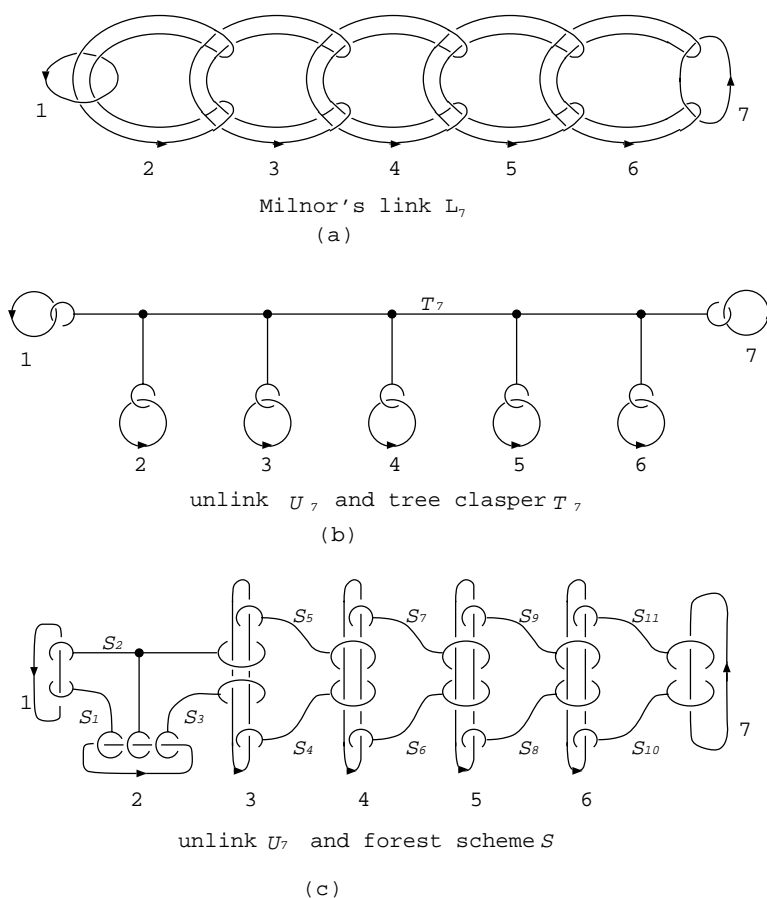 1
7
2 3 4 5 6
Milnor's link L₇
(a)
T₇
1
7
2 3 4 5 6
unlink U₇ and tree clasper T₇
(b)
S₂ S₅ S₇ S₉ S₁₁
1
S₁ S₃
S₄ S₆ S₈ S₁₀
7
2 3 4 5 6
unlink U₇ and forest scheme S
(c)